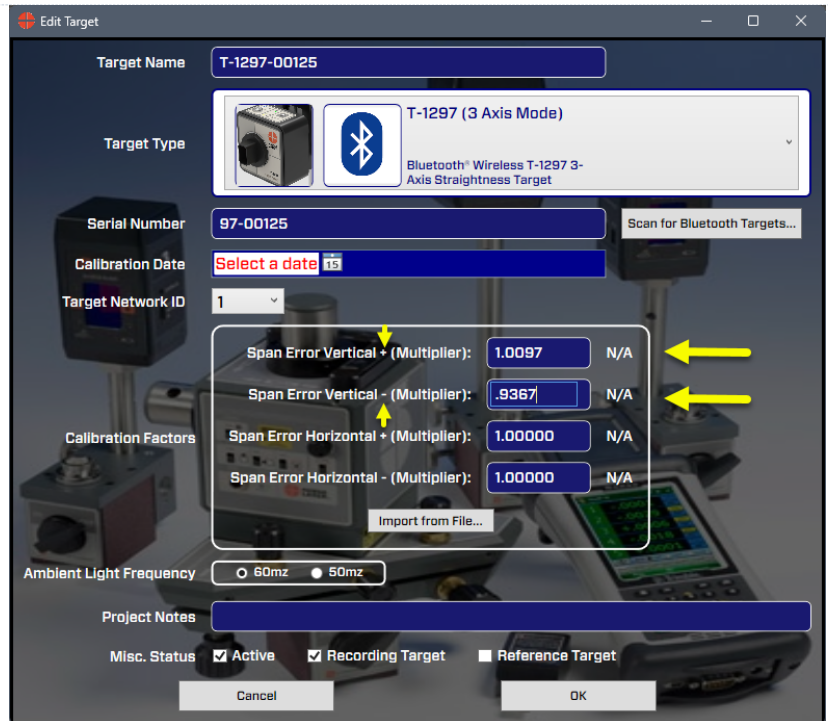 Edit Target
Target Name T-1297-00125
Target Type
T-1297 (3 Axis Mode)
Bluetooth® Wireless T-1297 3-
Axis Straightness Target
Serial Number 97-00125 Scan for Bluetooth Targets...
Calibration Date Select a date 15
Target Network ID 1
Span Error Vertical + (Multiplier): 1.0097 N/A
Span Error Vertical - (Multiplier): .9367 N/A
Calibration Factors Span Error Horizontal + (Multiplier): 1.00000 N/A
Span Error Horizontal - (Multiplier): 1.00000 N/A
Import from File...
Ambient Light Frequency 60mz 50mz
Project Notes
Misc. Status Active Recording Target Reference Target
Cancel OK